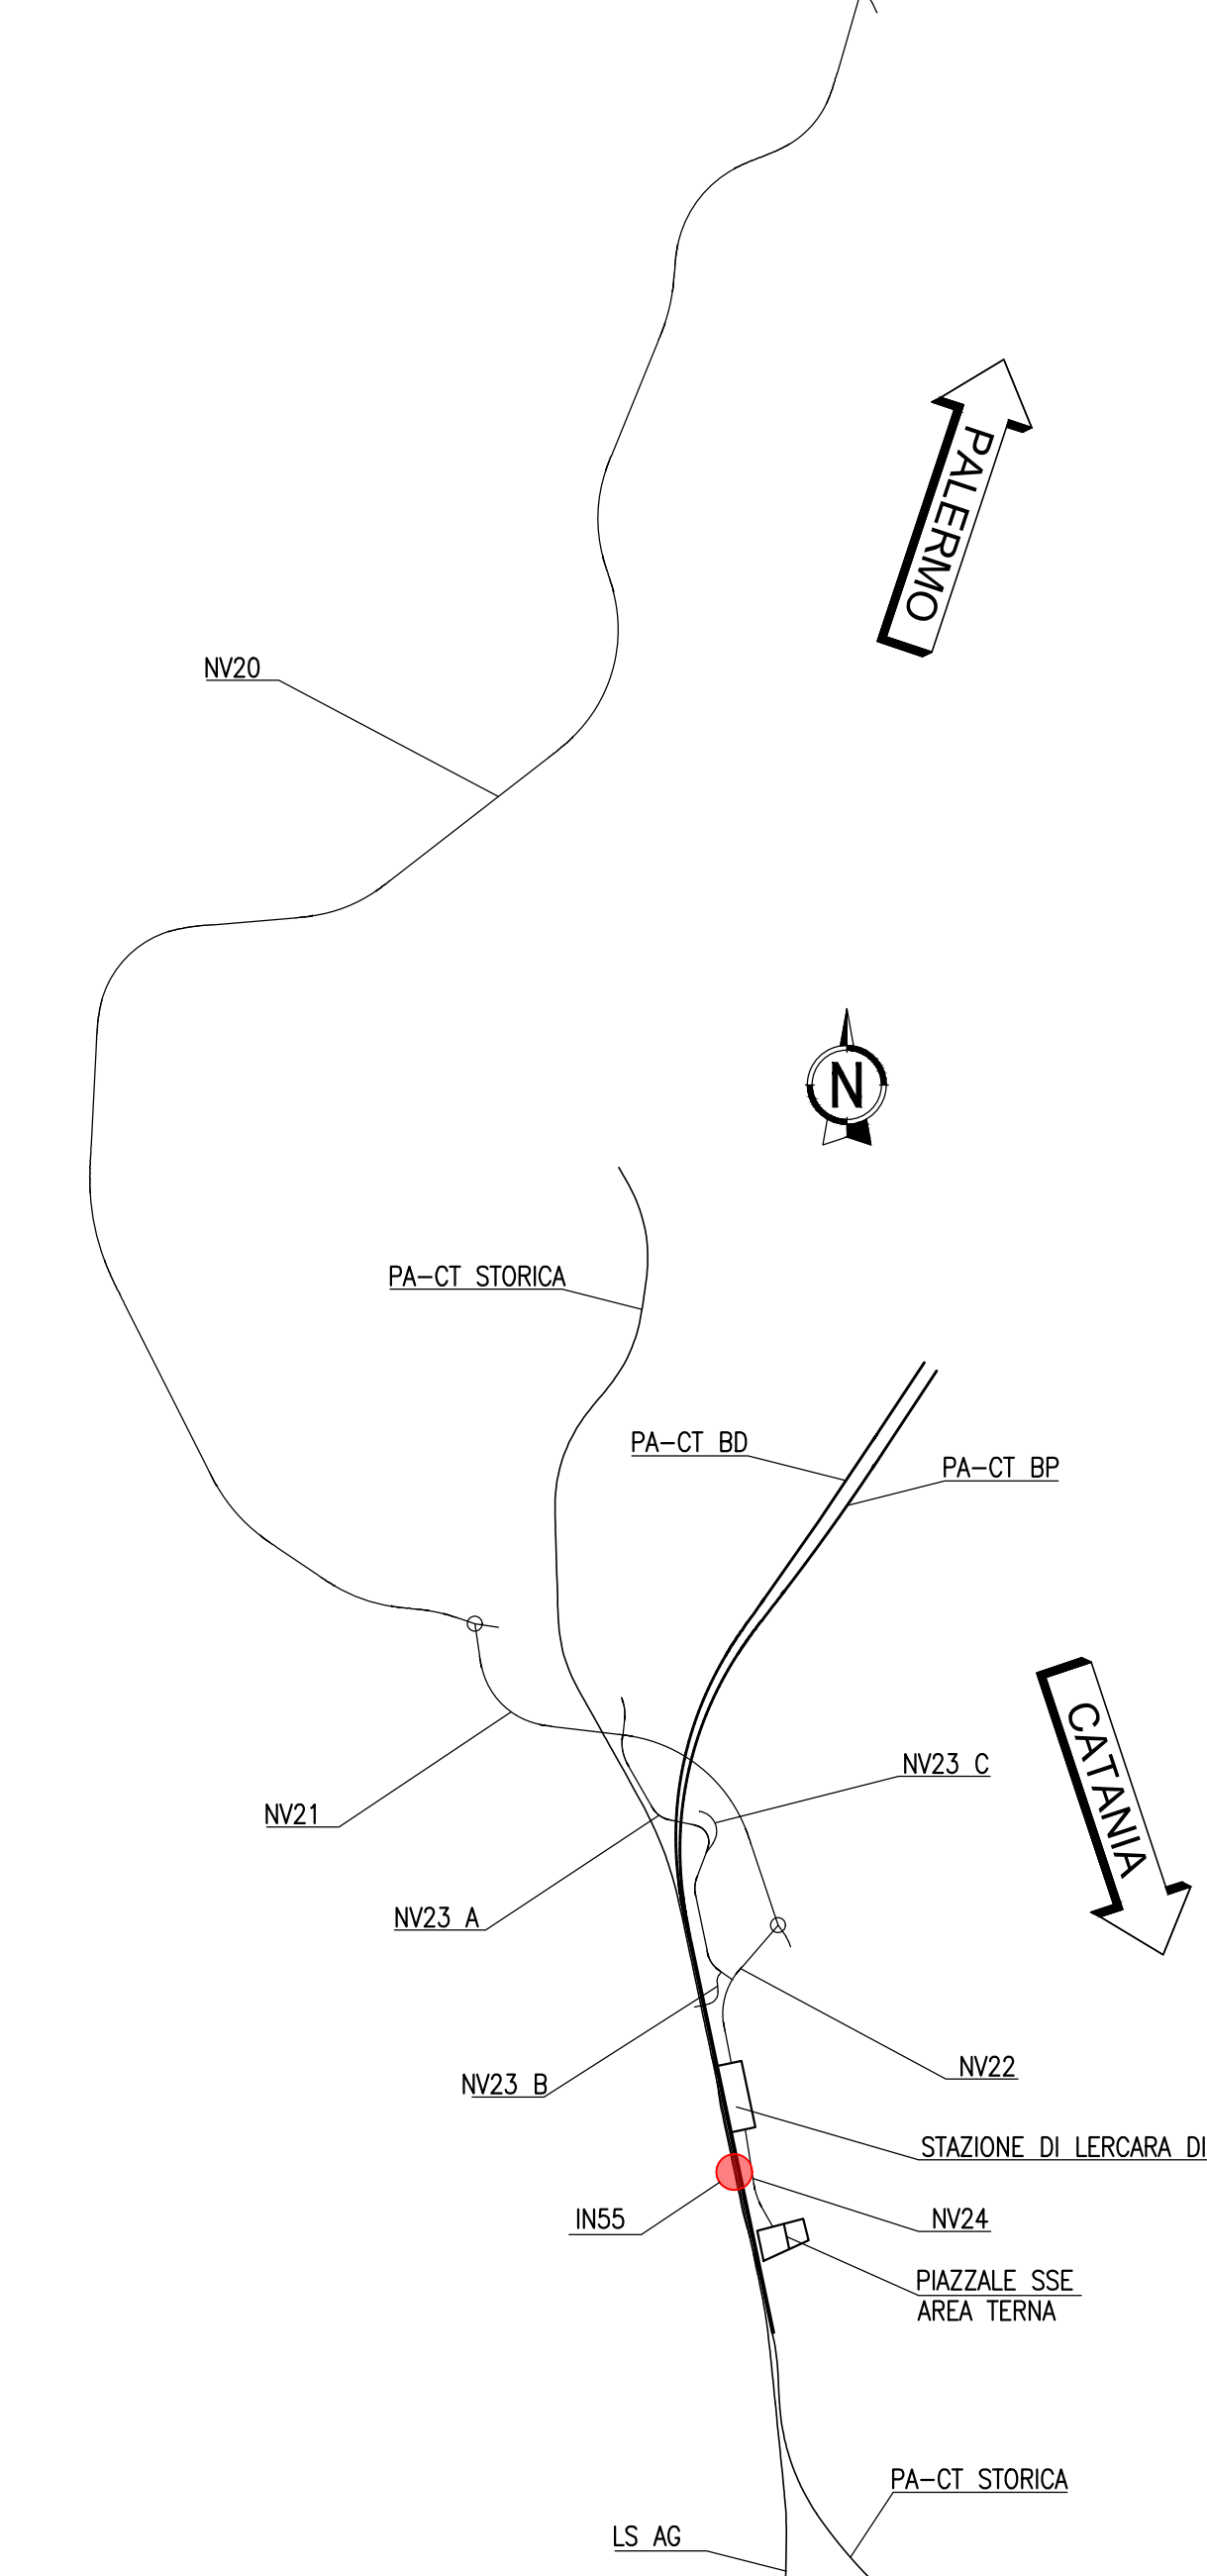 PALERMO
NV20
N
PA-CT STORICA
PA-CT BD
PA-CT BP
CATANIA
NV23 C
NV21
NV23 A
NV22
NV23 B
STAZIONE DI LERCARA DI
IN55
NV24
PIAZZALE SSE
AREA TERNA
PA-CT STORICA
LS AG